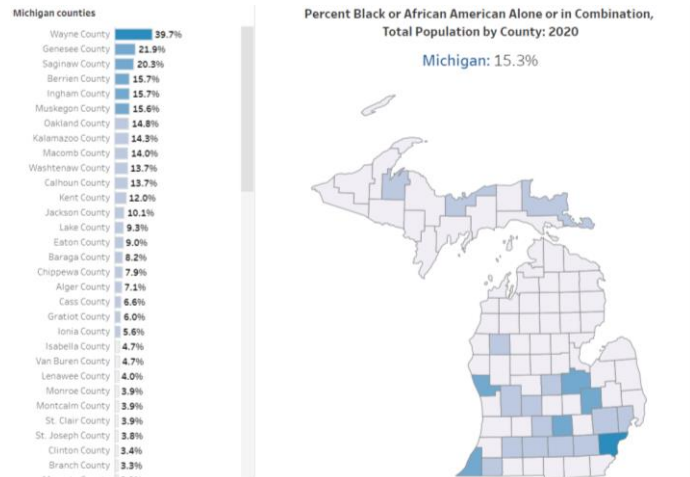 Michigan counties
Wayne County 39.7%
Genesee County 21.9%
Saginaw County 20.3%
Berrien County 15.7%
Ingham County 15.7%
Muskegon County 15.6%
Oakland County 14.8%
Kalamazoo County 14.3%
Macomb County 14.0%
Washtenaw County 13.7%
Calhoun County 13.7%
Kent County 12.0%
Jackson County 10.1%
Lake County 9.3%
Eaton County 9.0%
Baraga County 8.2%
Chippewa County 7.9%
Alger County 7.1%
Cass County 6.6%
Gratiot County 6.0%
Ionia County 5.6%
Isabella County 4.7%
Van Buren County 4.7%
Lenawee County 4.0%
Monroe County 3.9%
Montcalm County 3.9%
St. Clair County 3.9%
St. Joseph County 3.8%
Clinton County 3.4%
Branch County 3.3%
Percent Black or African American Alone or in Combination,
Total Population by County: 2020
Michigan: 15.3%